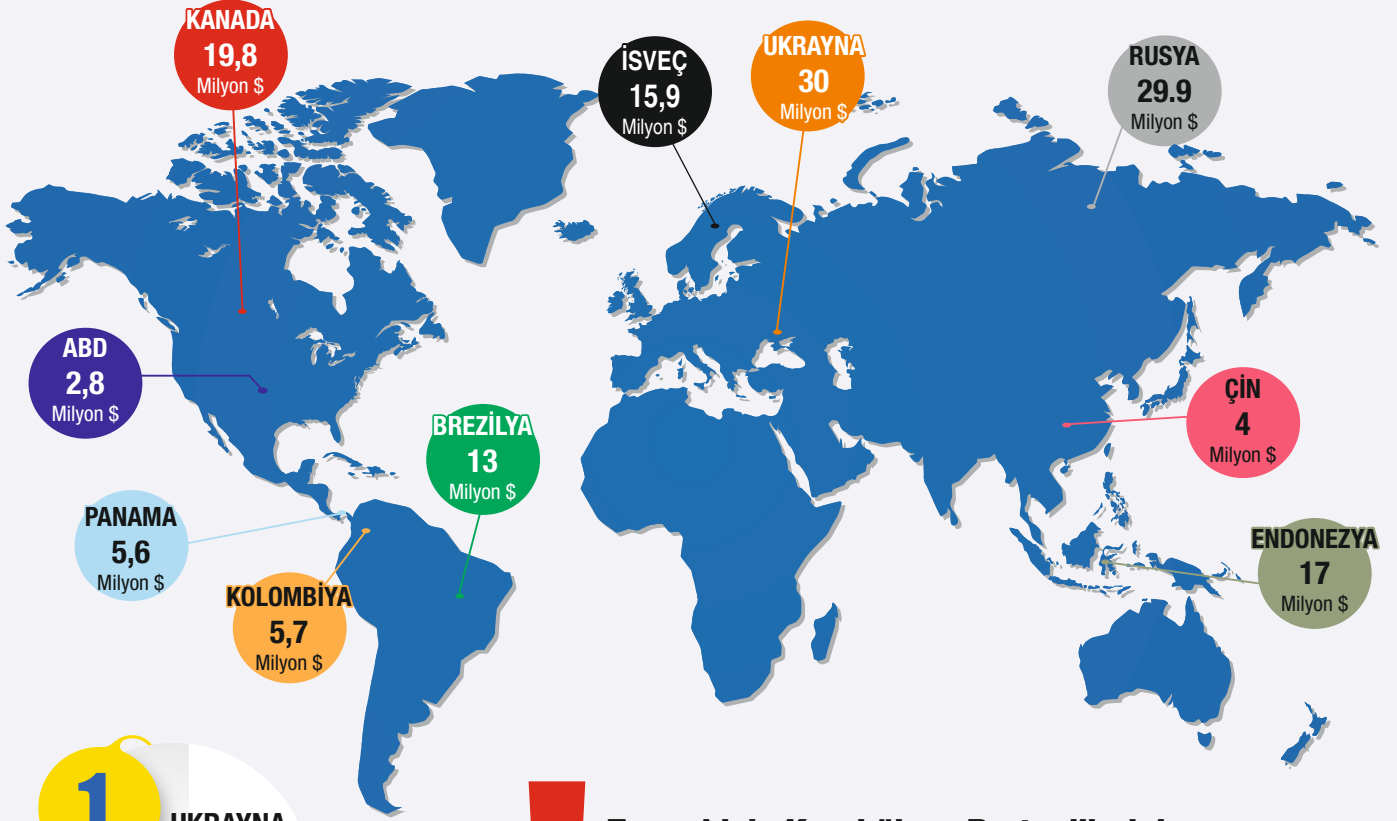 KANADA
19,8
Milyon $
İSVEÇ
15,9
Milyon $
UKRAYNA
30
Milyon $
RUSYA
29.9
Milyon $
ABD
2,8
Milyon $
BREZİLYA
13
Milyon $
ÇİN
4
Milyon $
PANAMA
5,6
Milyon $
KOLOMBİYA
5,7
Milyon $
ENDONEZYA
17
Milyon $
1
UKRAYNA